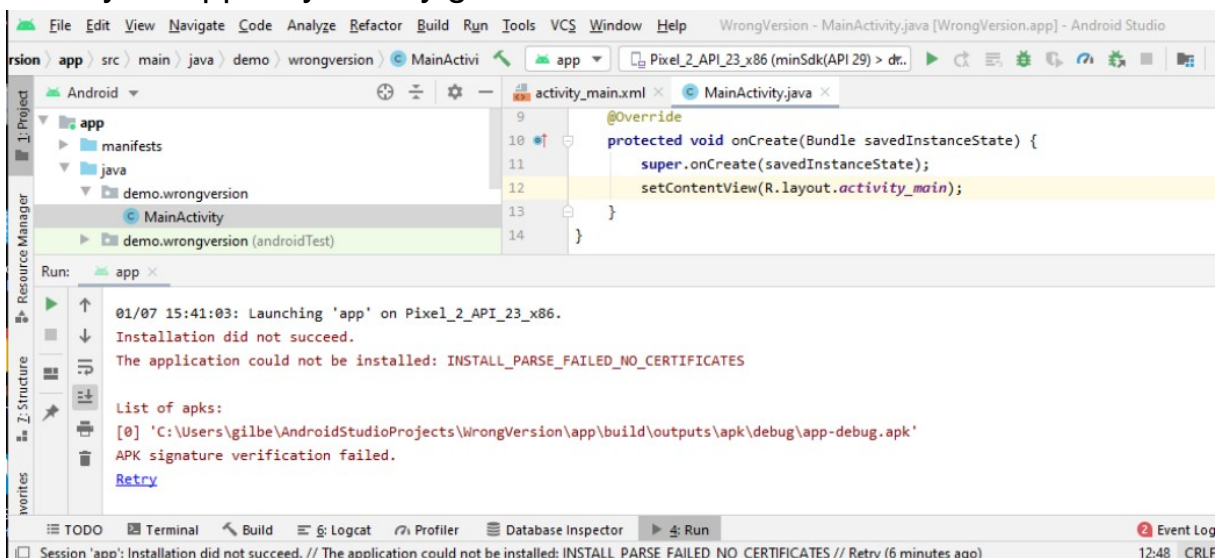 File Edit View Navigate Code Analyze Refactor Build Run Tools VCS Window Help WrongVersion - MainActivity.java [WrongVersion.app] - Android Studio
rsion app src main java demo wrongversion MainActivi app Pixel_2_API_23_x86 (minSdk(API 29) > dr..
1: Project
Resource Manager
Z: Structure
avorites
Android
app
manifests
java
demo.wrongversion
MainActivity
demo.wrongversion (androidTest)
activity_main.xml MainActivity.java
9 @Override
10 protected void onCreate(Bundle savedInstanceState) {
11 super.onCreate(savedInstanceState);
12 setContentView(R.layout.activity_main);
13 }
14 }
Run: app
01/07 15:41:03: Launching 'app' on Pixel_2_API_23_x86.
Installation did not succeed.
The application could not be installed: INSTALL_PARSE_FAILED_NO_CERTIFICATES
List of apks:
[0] 'C:\Users\gilbe\AndroidStudioProjects\WrongVersion\app\build\outputs\apk\debug\app-debug.apk'
APK signature verification failed.
Retry
TODO Terminal Build 6: Logcat Profiler Database Inspector 4: Run 2 Event Log
Session 'app': Installation did not succeed. // The application could not be installed: INSTALL_PARSE_FAILED_NO_CERTIFICATES // Retry (6 minutes ago) 12:48 CRLF